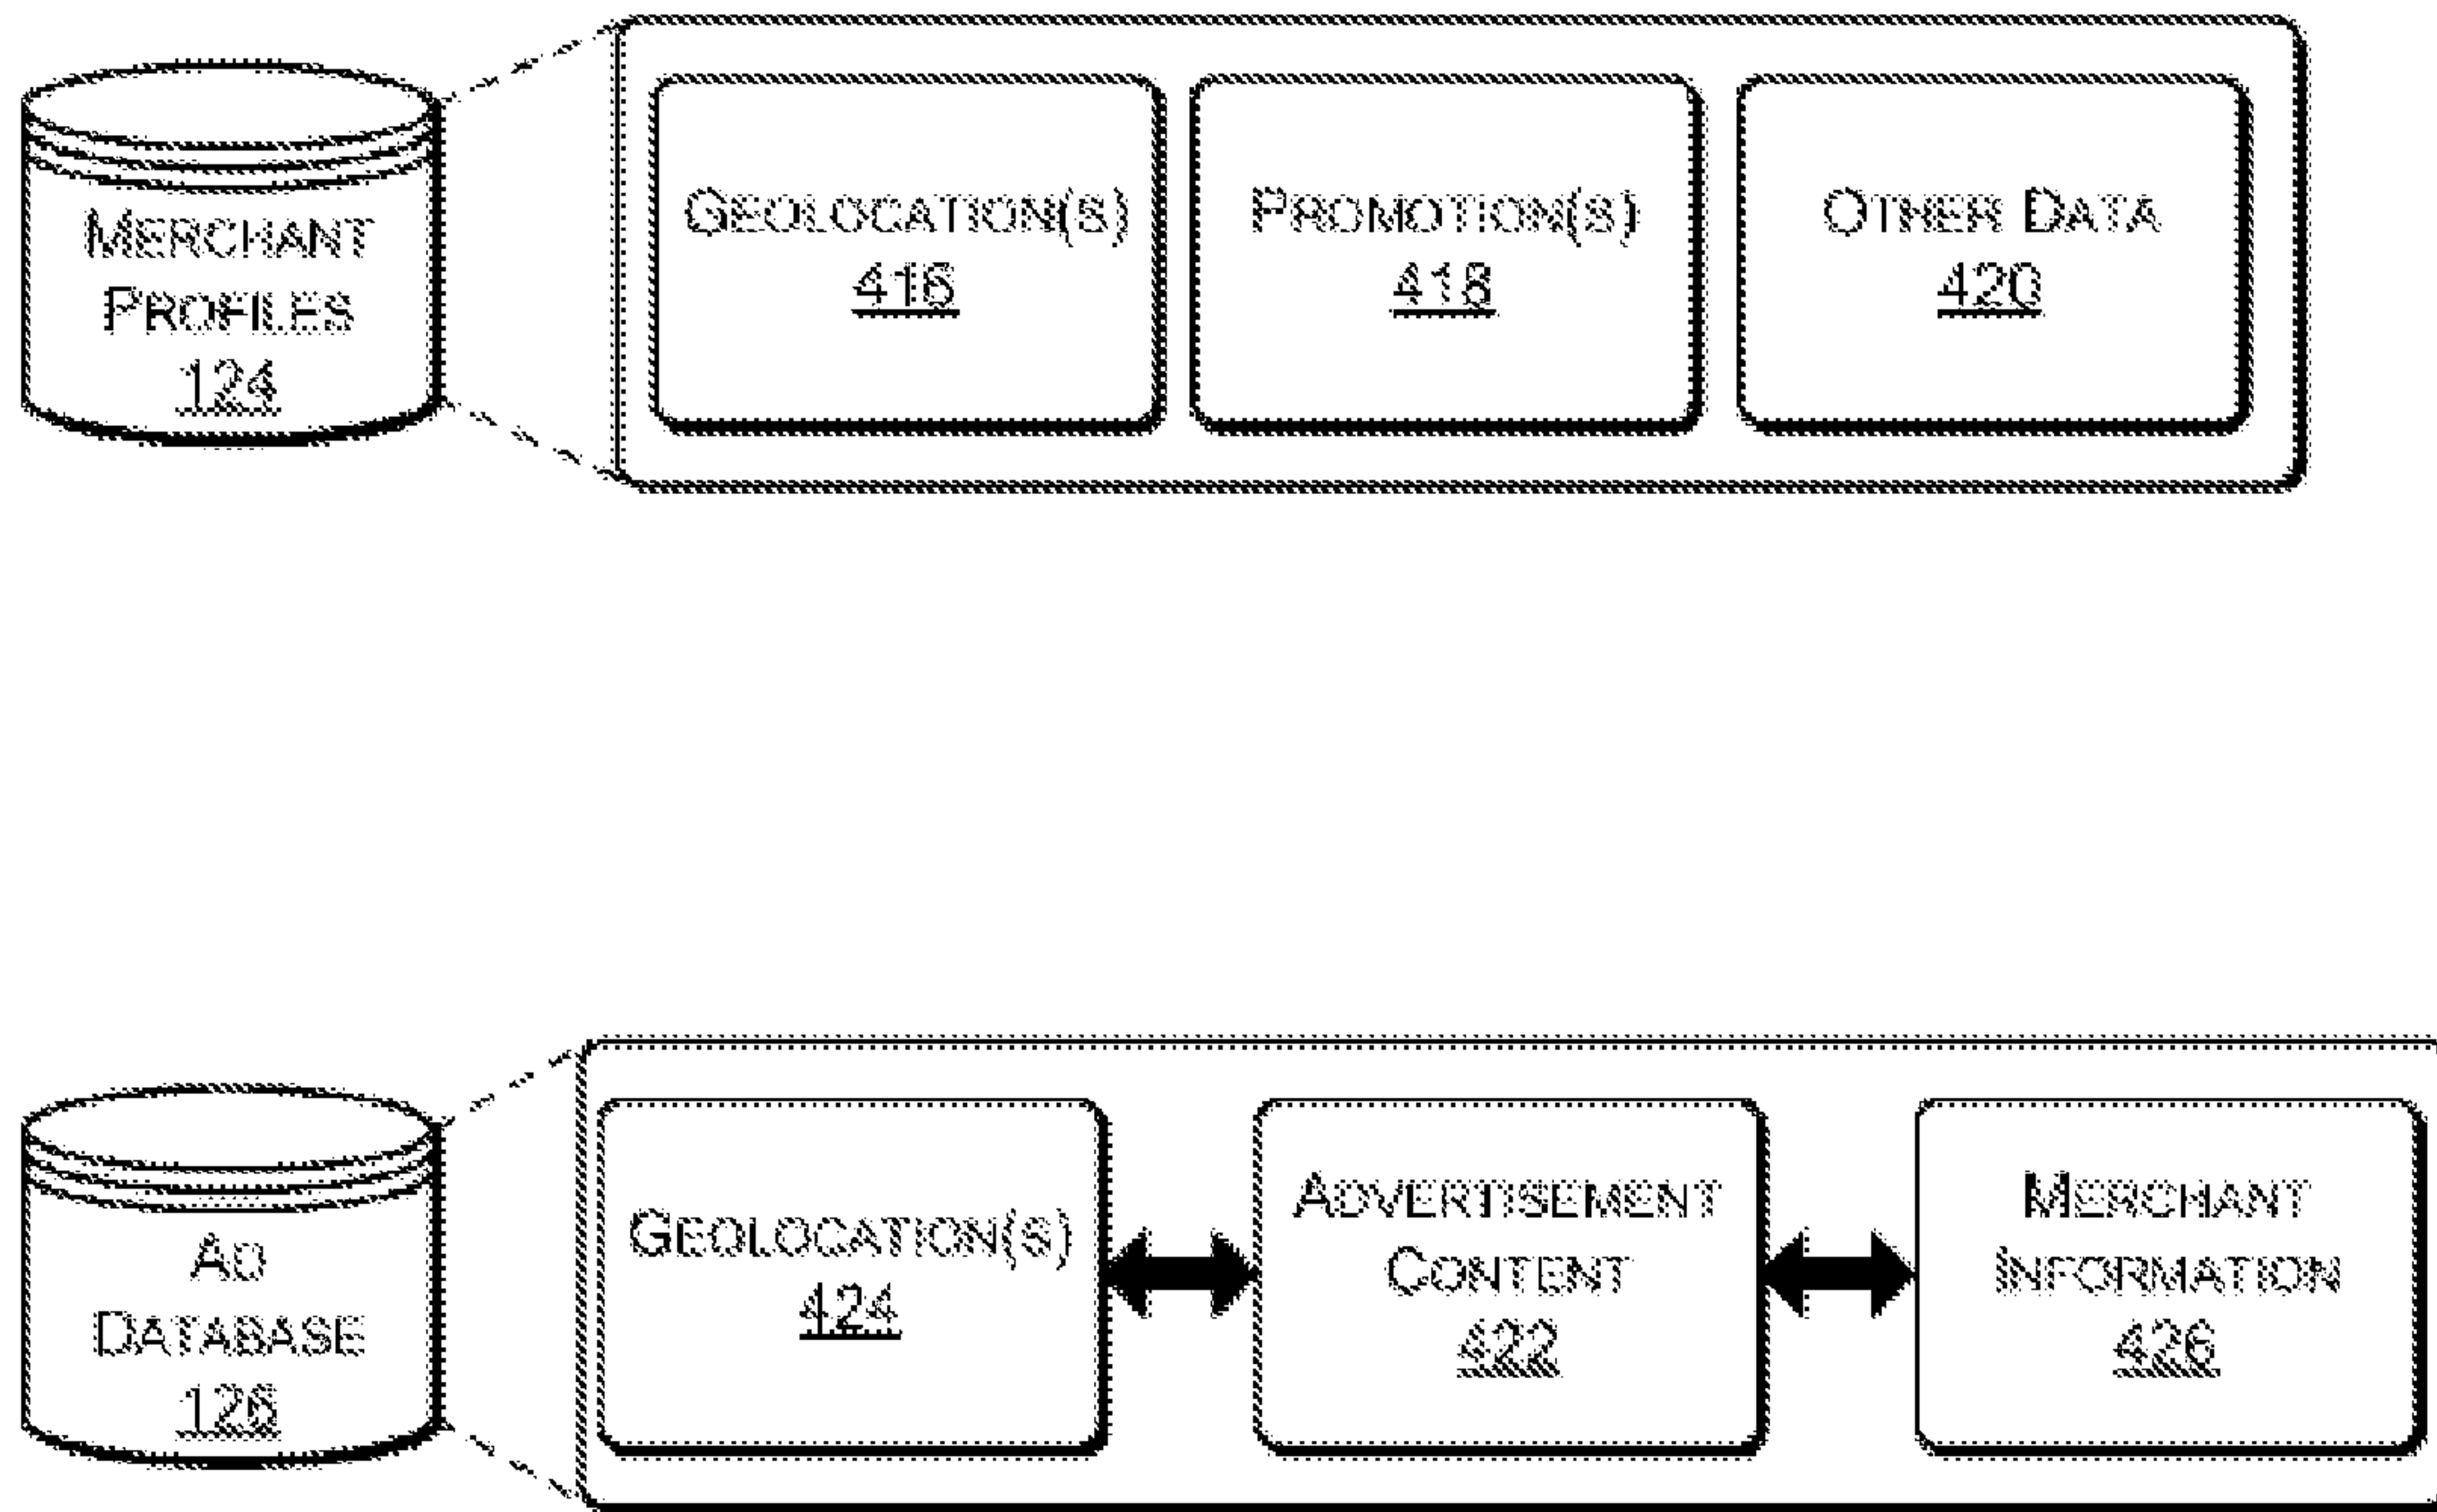 MERCHANT
PROFILES
124
GEOLOCATION(S)
416
PROMOTION(S)
418
OTHER DATA
420
AD
DATABASE
126
GEOLOCATION(S)
424
ADVERTISEMENT
CONTENT
422
MERCHANT
INFORMATION
426